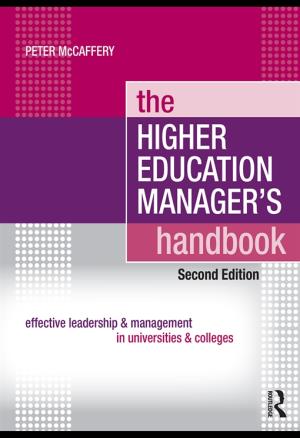 PETER McCAFFERY
the
HIGHER
EDUCATION
MANAGER'S
handbook
Second Edition
effective leadership & management
in universities & colleges
ROUTLEDGE